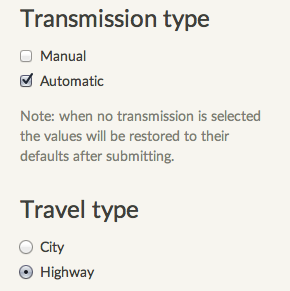 Transmission type
Manual
Automatic
Note: when no transmission is selected
the values will be restored to their
defaults after submitting.
Travel type
City
Highway